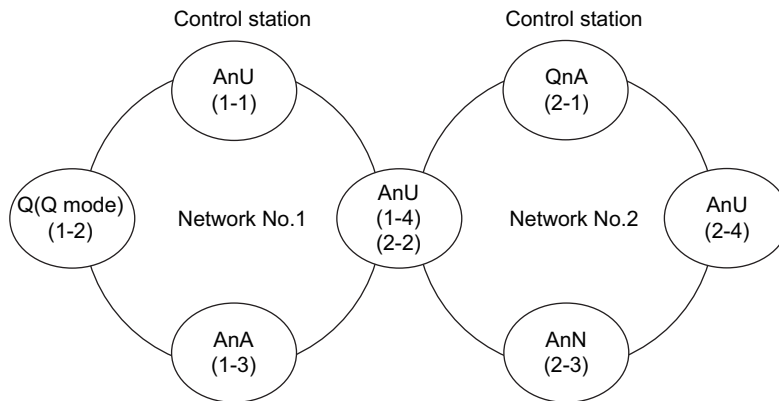 Control station
Control station
AnU
(1-1)
QnA
(2-1)
Q(Q mode)
(1-2)
Network No.1
AnU
(1-4)
(2-2)
Network No.2
AnU
(2-4)
AnA
(1-3)
AnN
(2-3)